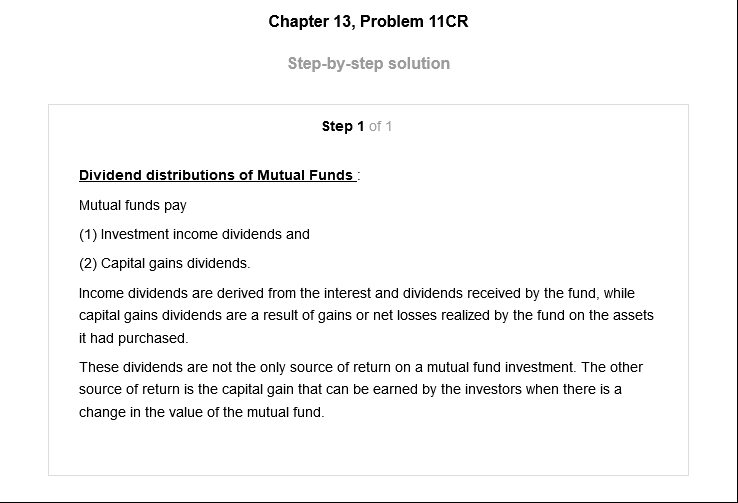 Chapter 13, Problem 11CR
Step-by-step solution
Step 1 of 1
Dividend distributions of Mutual Funds :
Mutual funds pay
(1) Investment income dividends and
(2) Capital gains dividends.
Income dividends are derived from the interest and dividends received by the fund, while
capital gains dividends are a result of gains or net losses realized by the fund on the assets
it had purchased.
These dividends are not the only source of return on a mutual fund investment. The other
source of return is the capital gain that can be earned by the investors when there is a
change in the value of the mutual fund.